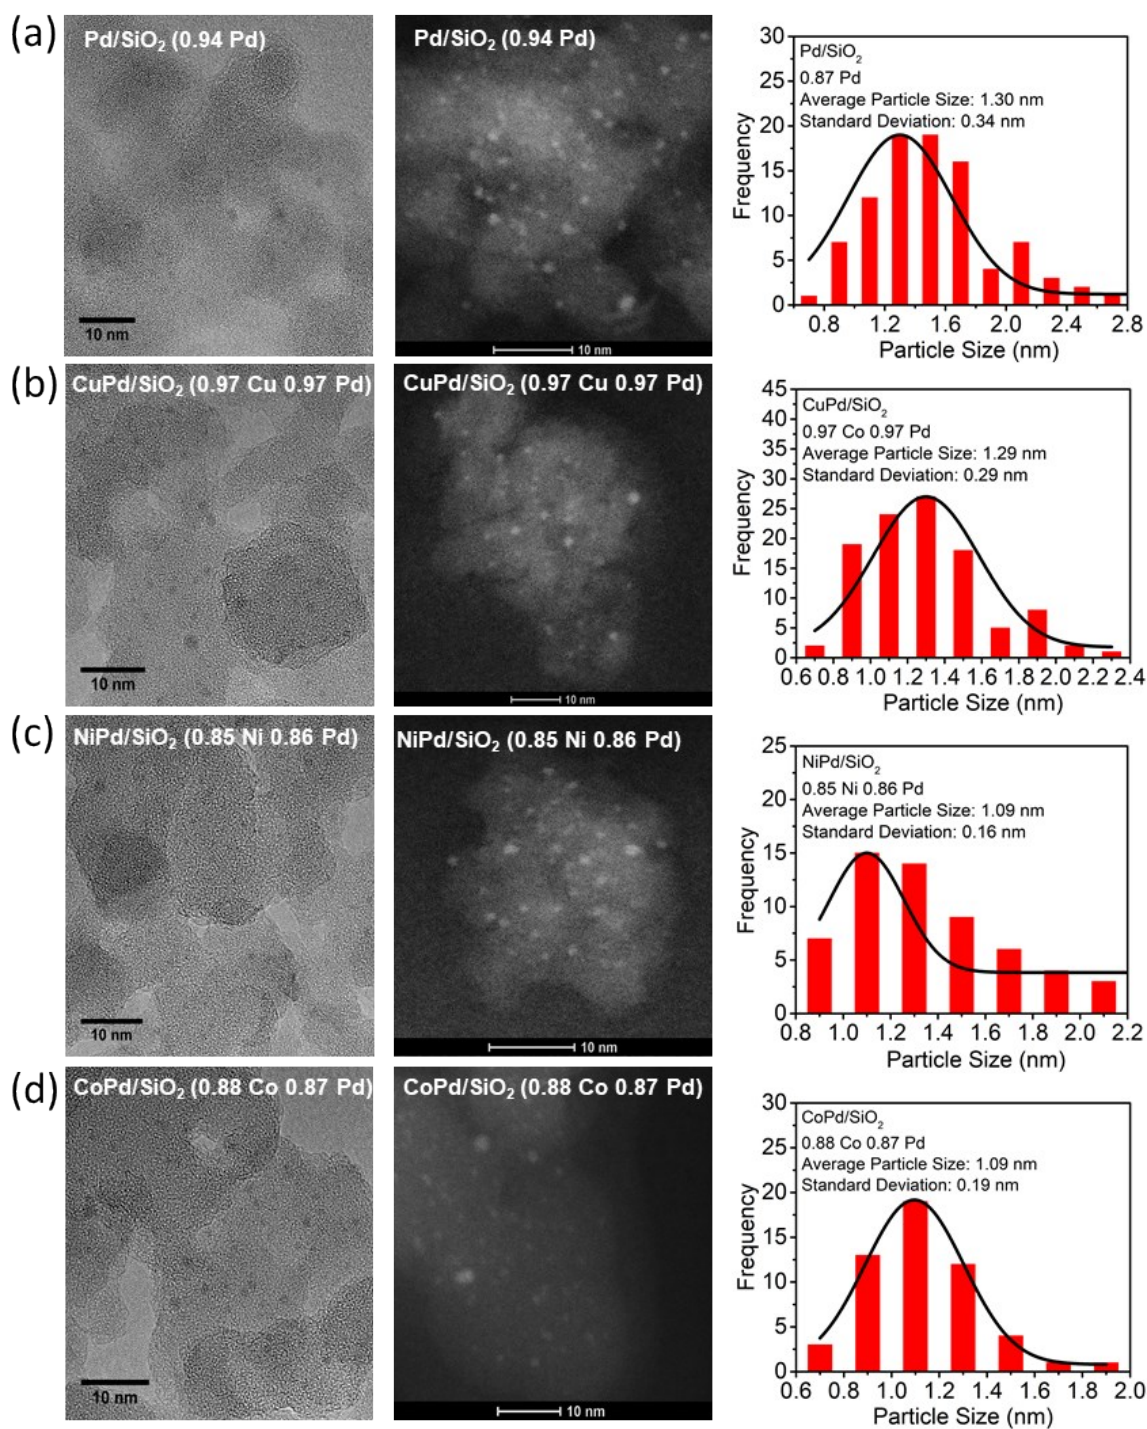 (a)
Pd/SiO₂ (0.94 Pd)
10 nm
Pd/SiO₂ (0.94 Pd)
10 nm
30
25
20
15
10
5
0
Frequency
Pd/SiO₂
0.87 Pd
Average Particle Size: 1.30 nm
Standard Deviation: 0.34 nm
0.8 1.2 1.6 2.0 2.4 2.8
Particle Size (nm)
(b)
CuPd/SiO₂ (0.97 Cu 0.97 Pd)
10 nm
CuPd/SiO₂ (0.97 Cu 0.97 Pd)
10 nm
45
40
35
30
25
20
15
10
5
0
Frequency
CuPd/SiO₂
0.97 Co 0.97 Pd
Average Particle Size: 1.29 nm
Standard Deviation: 0.29 nm
0.6 0.8 1.0 1.2 1.4 1.6 1.8 2.0 2.2 2.4
Particle Size (nm)
(c)
NiPd/SiO₂ (0.85 Ni 0.86 Pd)
10 nm
NiPd/SiO₂ (0.85 Ni 0.86 Pd)
10 nm
25
20
15
10
5
0
Frequency
NiPd/SiO₂
0.85 Ni 0.86 Pd
Average Particle Size: 1.09 nm
Standard Deviation: 0.16 nm
0.8 1.0 1.2 1.4 1.6 1.8 2.0 2.2
Particle Size (nm)
(d)
CoPd/SiO₂ (0.88 Co 0.87 Pd)
10 nm
CoPd/SiO₂ (0.88 Co 0.87 Pd)
10 nm
30
25
20
15
10
5
0
Frequency
CoPd/SiO₂
0.88 Co 0.87 Pd
Average Particle Size: 1.09 nm
Standard Deviation: 0.19 nm
0.6 0.8 1.0 1.2 1.4 1.6 1.8 2.0
Particle Size (nm)